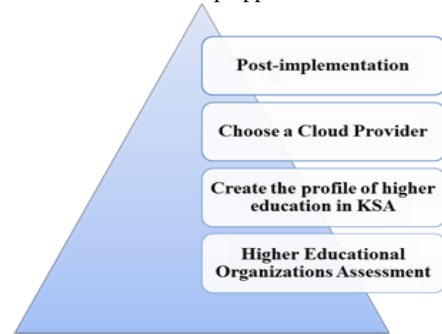 Post-implementation
Choose a Cloud Provider
Create the profile of higher
education in KSA
Higher Educational
Organizations Assessment